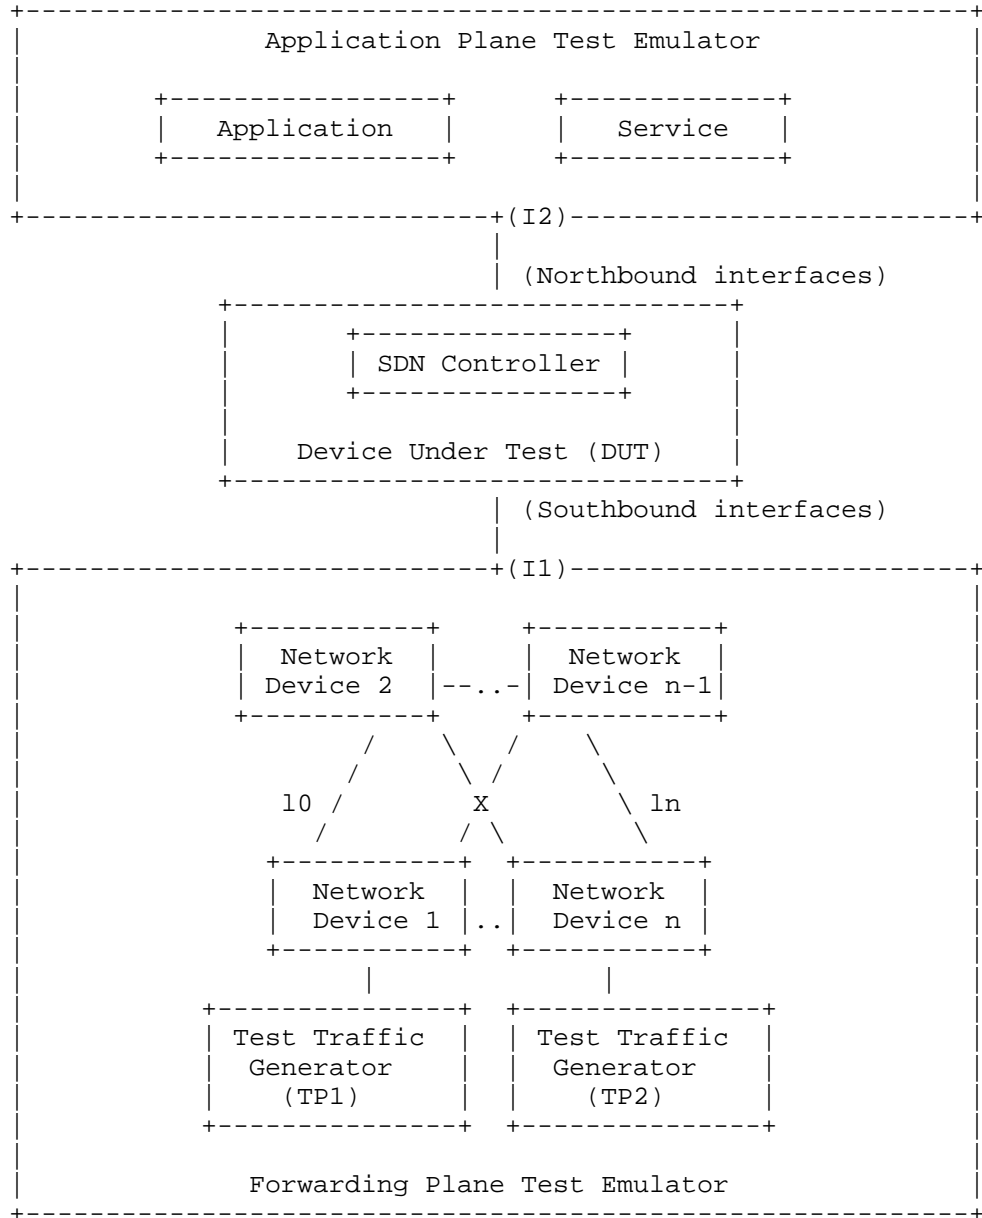 Application Plane Test Emulator
Application Service
(I2)
(Northbound interfaces)
SDN Controller
Device Under Test (DUT)
(Southbound interfaces)
(I1)
Network Network
Device 2 --..- Device n-1
l0 X ln
Network Network
Device 1 .. Device n
Test Traffic Test Traffic
Generator Generator
(TP1) (TP2)
Forwarding Plane Test Emulator